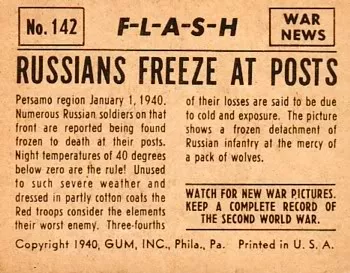 No. 142
F-L-A-S-H
WAR
NEWS
RUSSIANS FREEZE AT POSTS
Petsamo region January 1, 1940.
Numerous Russian soldiers on that
front are reported being found
frozen to death at their posts.
Night temperatures of 40 degrees
below zero are the rule! Unused
to such severe weather and
dressed in partly cotton coats the
Red troops consider the elements
their worst enemy. Three-fourths
of their losses are said to be due
to cold and exposure. The picture
shows a frozen detachment of
Russian infantry at the mercy of
a pack of wolves.
WATCH FOR NEW WAR PICTURES.
KEEP A COMPLETE RECORD OF
THE SECOND WORLD WAR.
Copyright 1940, GUM, INC., Phila., Pa. Printed in U. S. A.